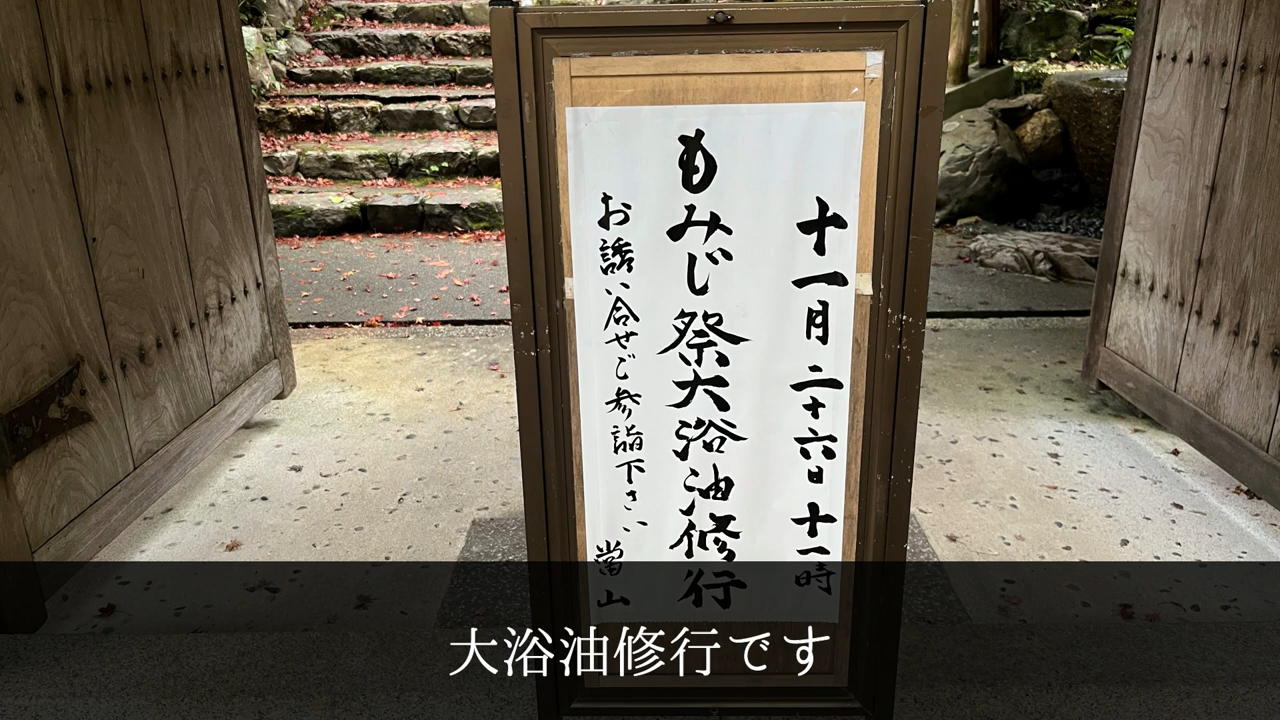 十一月二十六日十一時
もみじ祭大浴油修行
お誘い合せご参詣下さい 當山
大浴油修行です